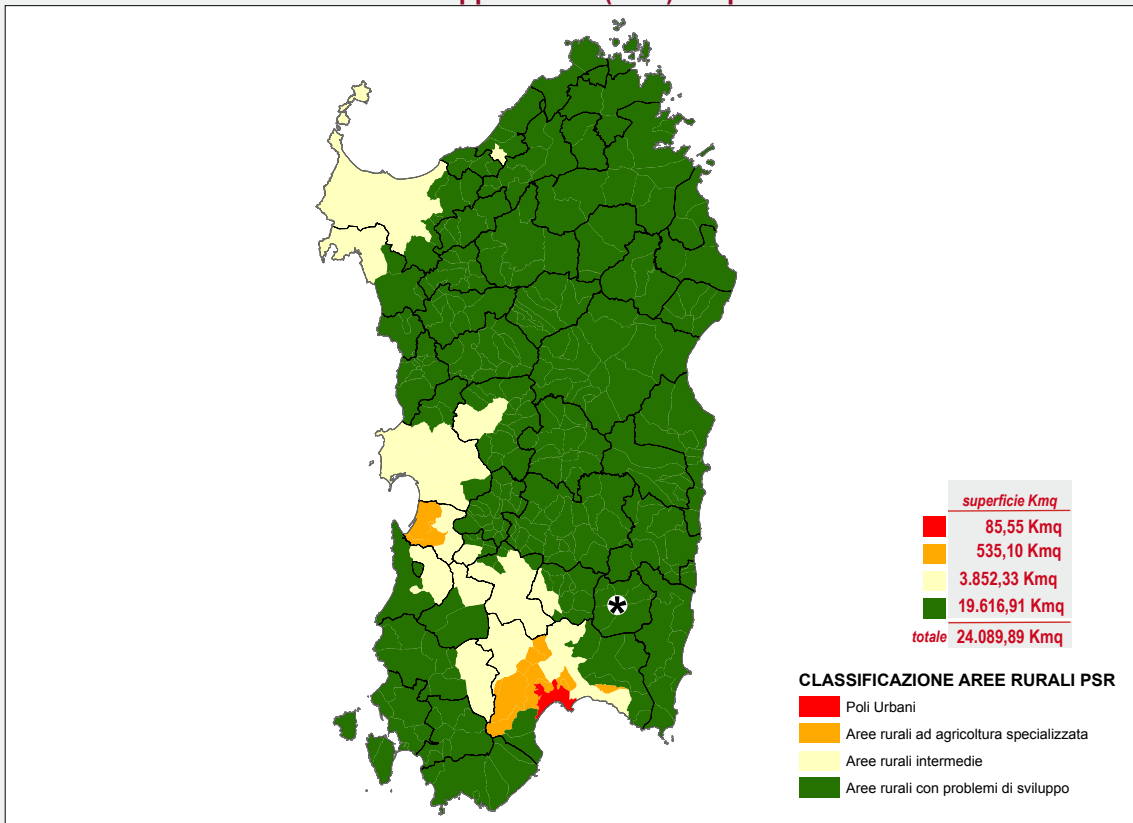 superficie Kmq
85,55 Kmq
535,10 Kmq
3.852,33 Kmq
19.616,91 Kmq
totale 24.089,89 Kmq
CLASSIFICAZIONE AREE RURALI PSR
Poli Urbani
Aree rurali ad agricoltura specializzata
Aree rurali intermedie
Aree rurali con problemi di sviluppo
*